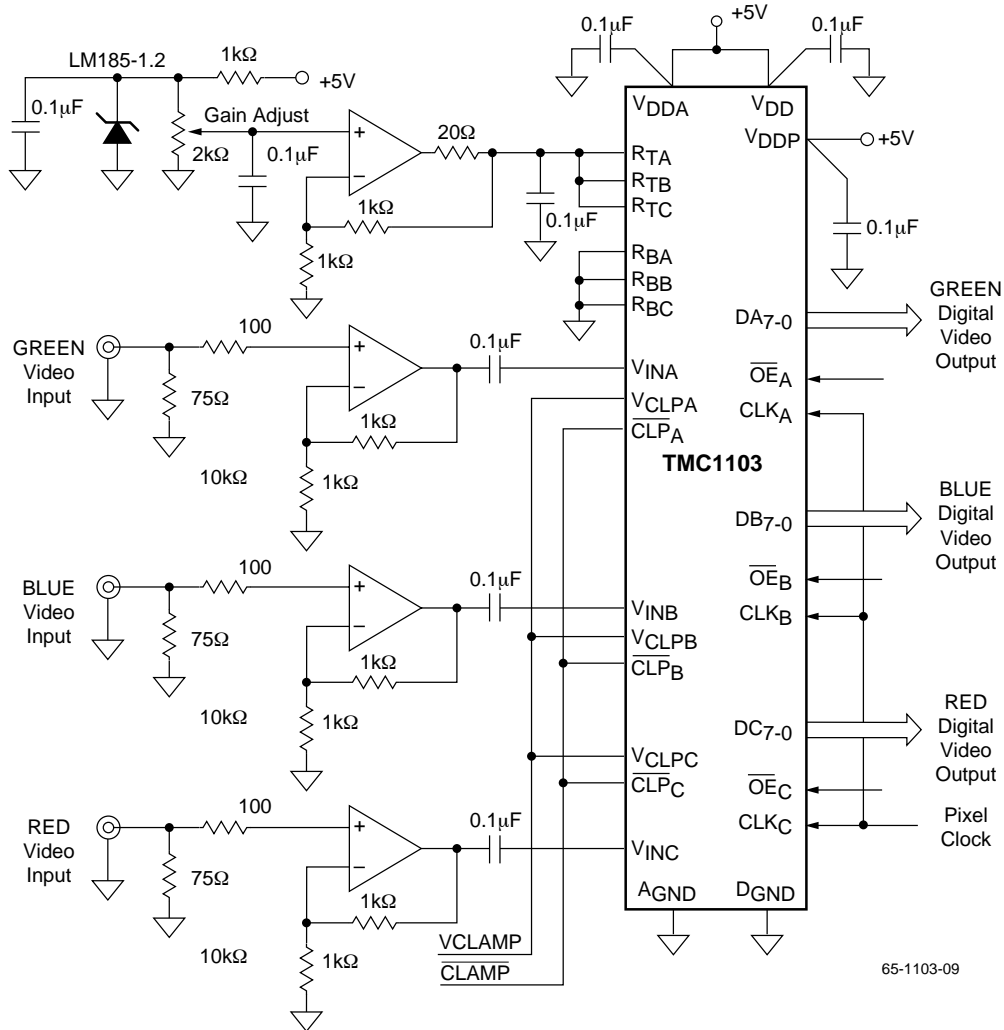 0.1μF
+5V
0.1μF
LM185-1.2
1kΩ
+5V
0.1μF
Gain Adjust
2kΩ
0.1μF
+
−
20Ω
1kΩ
1kΩ
0.1μF
VDDA
VDD
VDDP
+5V
0.1μF
RTA
RTB
RTC
RBA
RBB
RBC
GREEN
Video
Input
100
75Ω
10kΩ
+
−
1kΩ
1kΩ
0.1μF
VINA
VCLPA
CLPA
TMC1103
DA7-0
GREEN
Digital
Video
Output
OEA
CLKA
BLUE
Video
Input
100
75Ω
10kΩ
+
−
1kΩ
1kΩ
0.1μF
VINB
VCLPB
CLPB
DB7-0
BLUE
Digital
Video
Output
OEB
CLKB
VCLPC
CLPC
DC7-0
RED
Digital
Video
Output
OEC
CLKC
Pixel
Clock
RED
Video
Input
100
75Ω
10kΩ
+
−
1kΩ
1kΩ
0.1μF
VINC
AGND
DGND
VCLAMP
CLAMP
65-1103-09